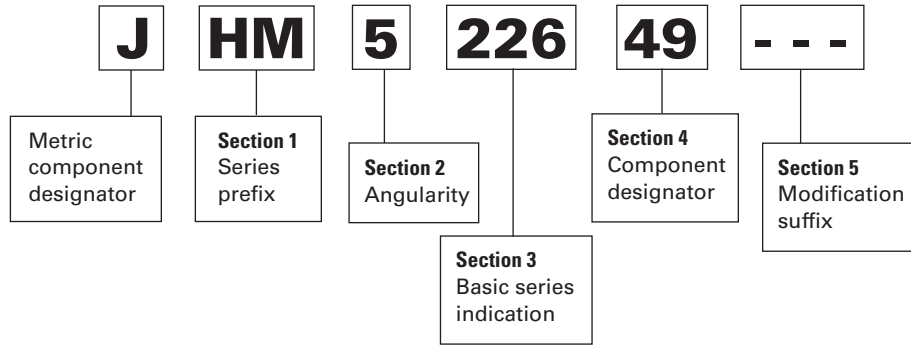 J HM 5 226 49 - - -
Metric
component
designator
Section 1
Series
prefix
Section 2
Angularity
Section 3
Basic series
indication
Section 4
Component
designator
Section 5
Modification
suffix